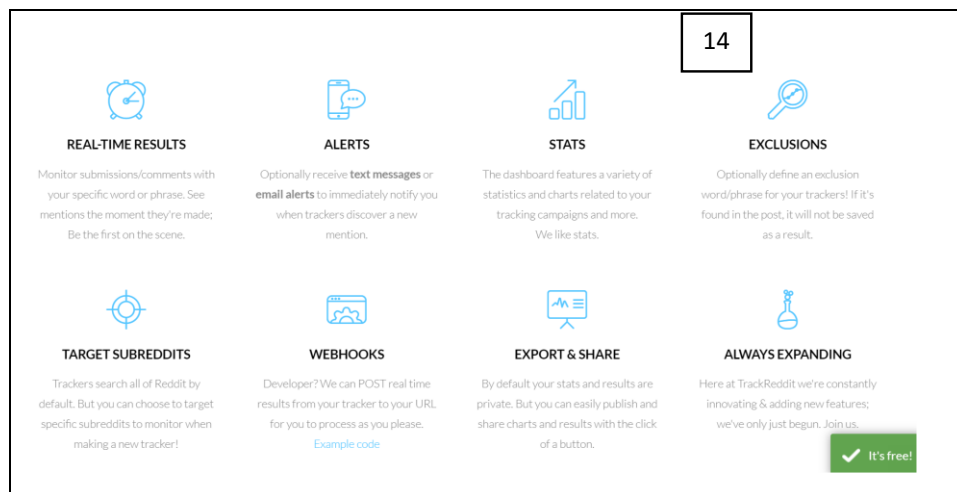 14
REAL-TIME RESULTS
Monitor submissions/comments with
your specific word or phrase. See
mentions the moment they're made;
Be the first on the scene.
ALERTS
Optionally receive text messages or
email alerts to immediately notify you
when trackers discover a new
mention.
STATS
The dashboard features a variety of
statistics and charts related to your
tracking campaigns and more.
We like stats.
EXCLUSIONS
Optionally define an exclusion
word/phrase for your trackers! If it's
found in the post, it will not be saved
as a result.
TARGET SUBREDDITS
Trackers search all of Reddit by
default. But you can choose to target
specific subreddits to monitor when
making a new tracker!
WEBHOOKS
Developer? We can POST real time
results from your tracker to your URL
for you to process as you please.
Example code
EXPORT & SHARE
By default your stats and results are
private. But you can easily publish and
share charts and results with the click
of a button.
ALWAYS EXPANDING
Here at TrackReddit we're constantly
innovating & adding new features;
we've only just begun. Join us.
It's free!